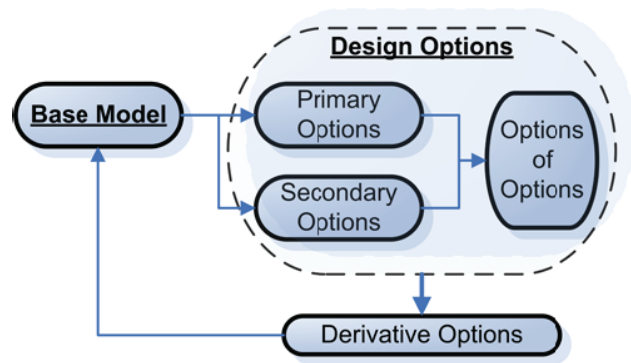 Design Options
Base Model
Primary
Options
Secondary
Options
Options
of
Options
Derivative Options